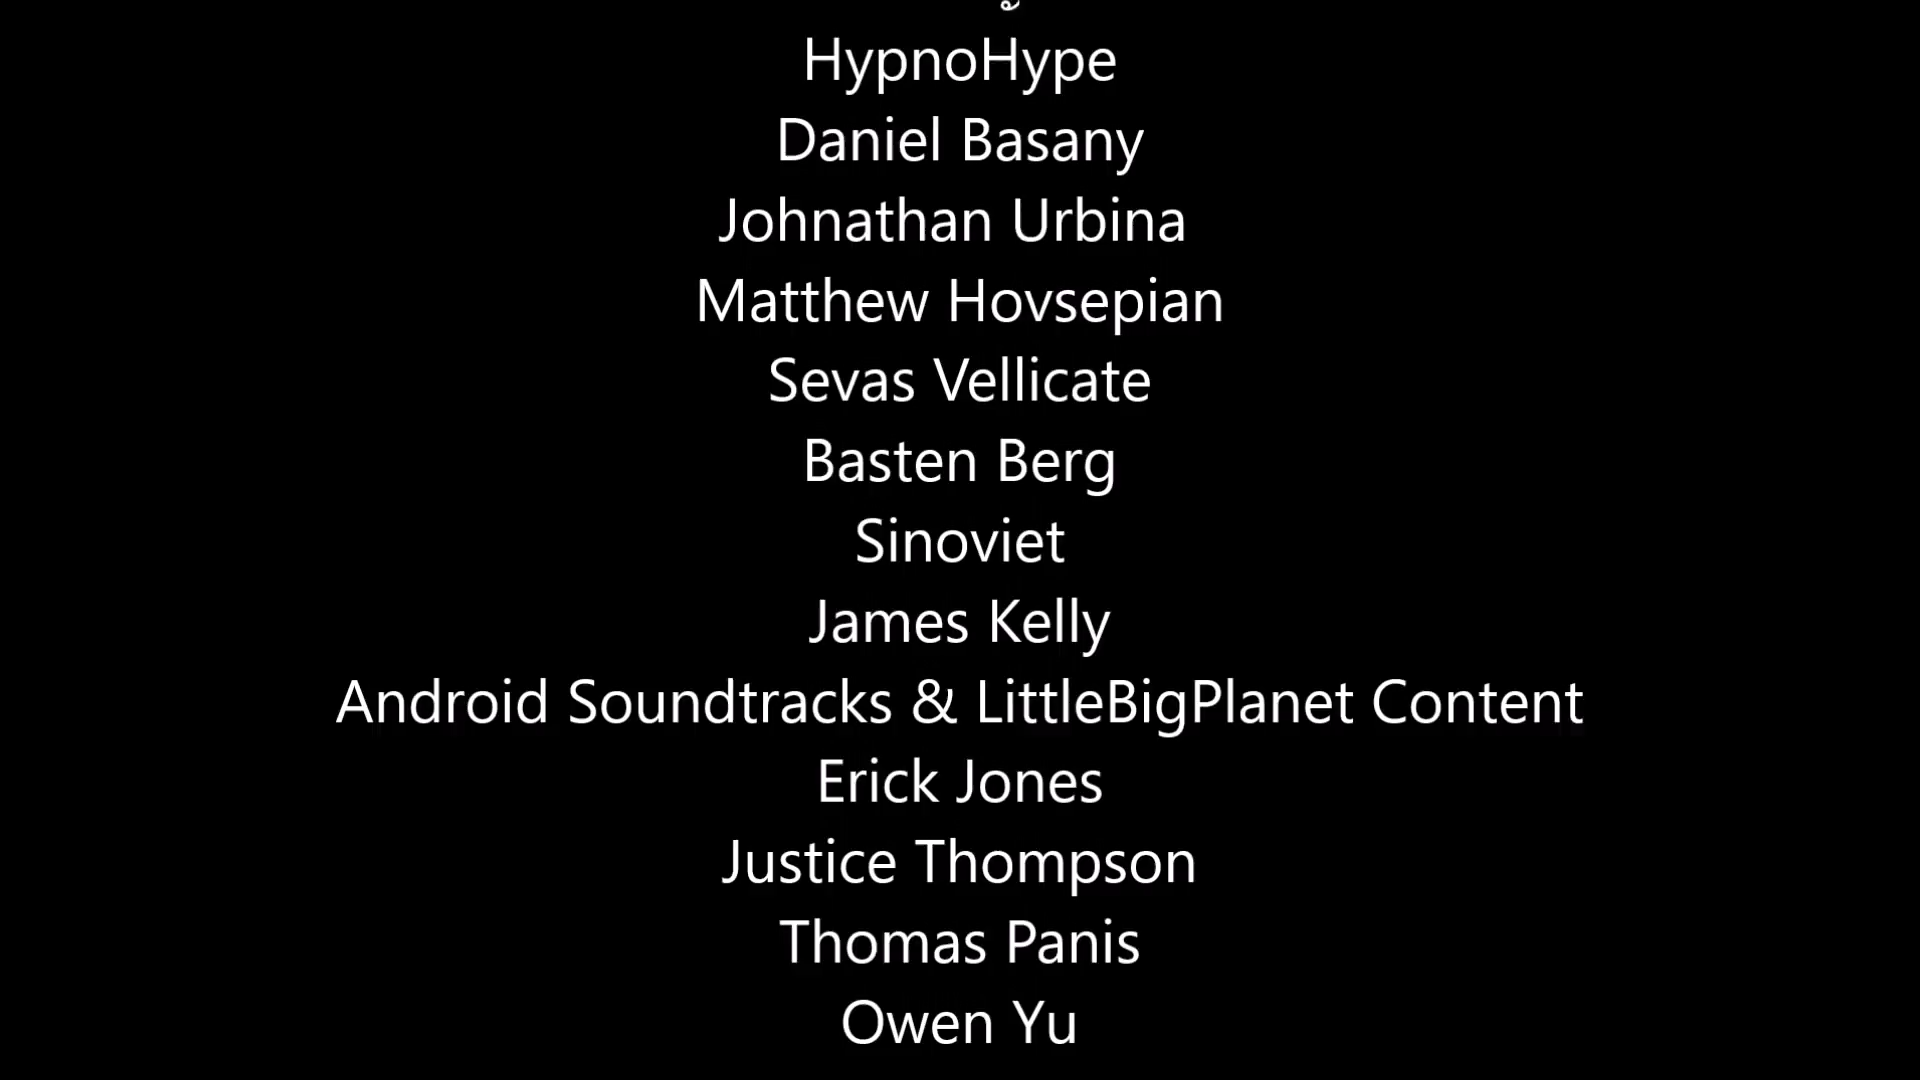 HypnoHype
Daniel Basany
Johnathan Urbina
Matthew Hovsepian
Sevas Vellicate
Basten Berg
Sinoviet
James Kelly
Android Soundtracks & LittleBigPlanet Content
Erick Jones
Justice Thompson
Thomas Panis
Owen Yu